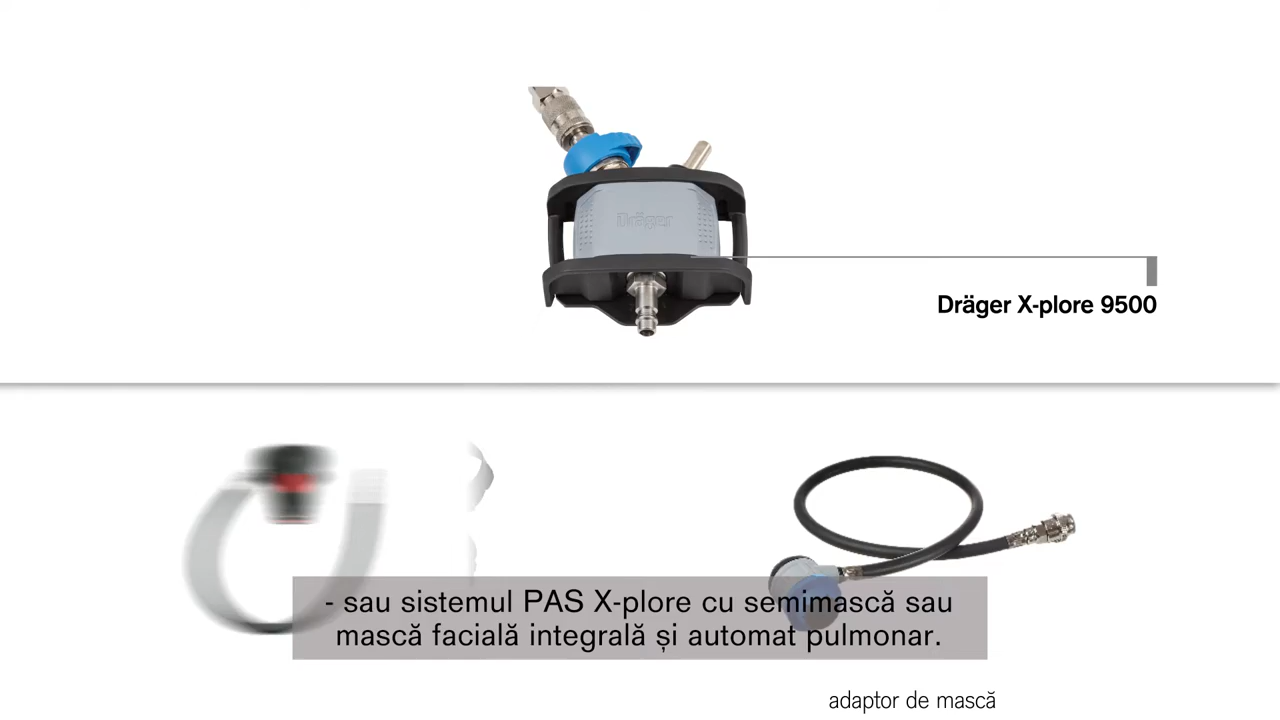 Dräger
Dräger X-plore 9500
- sau sistemul PAS X-plore cu semimască sau
mască facială integrală și automat pulmonar.
adaptor de mască